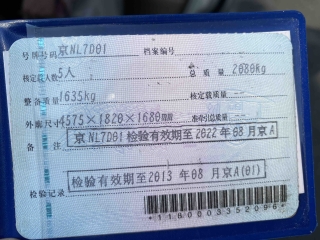 号牌号码 京NL7D01 档案编号
核定载人数 5人 总质量 2080kg
整备质量 1635kg 核定载质量 --
外廓尺寸 4575×1820×1680mm 准牵引总质量 --
备注 京NL7D01 检验有效期至2022年08月京A
检验有效期至2013年08月京A(01)
检验记录
*1160003352096*